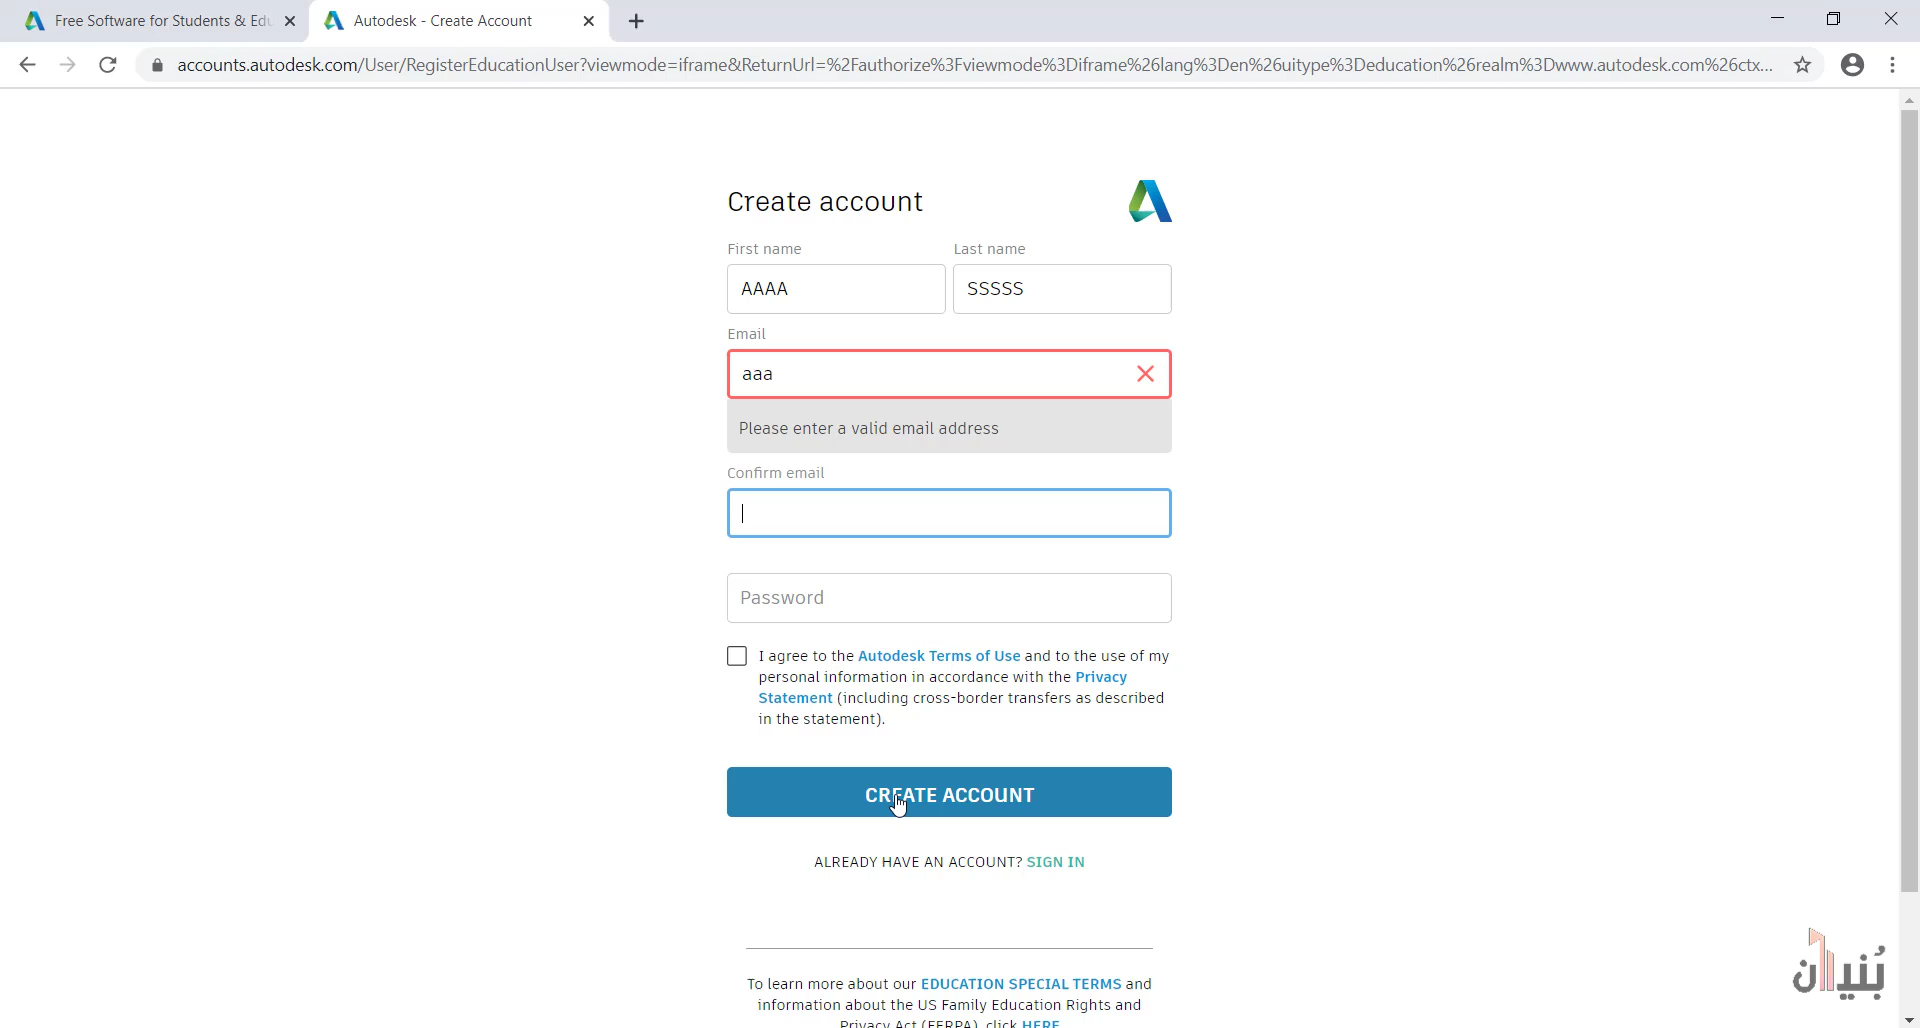 Free Software for Students & Edu
Autodesk - Create Account
accounts.autodesk.com/User/RegisterEducationUser?viewmode=iframe&ReturnUrl=%2Fauthorize%3Fviewmode%3Diframe%26lang%3Den%26uitype%3Deducation%26realm%3Dwww.autodesk.com%26ctx...
Create account
First name Last name
AAAA SSSSS
Email
aaa
Please enter a valid email address
Confirm email
Password
I agree to the Autodesk Terms of Use and to the use of my
personal information in accordance with the Privacy
Statement (including cross-border transfers as described
in the statement).
CREATE ACCOUNT
ALREADY HAVE AN ACCOUNT? SIGN IN
To learn more about our EDUCATION SPECIAL TERMS and
information about the US Family Education Rights and
Privacy Act (FERPA), click HERE
بُنيان